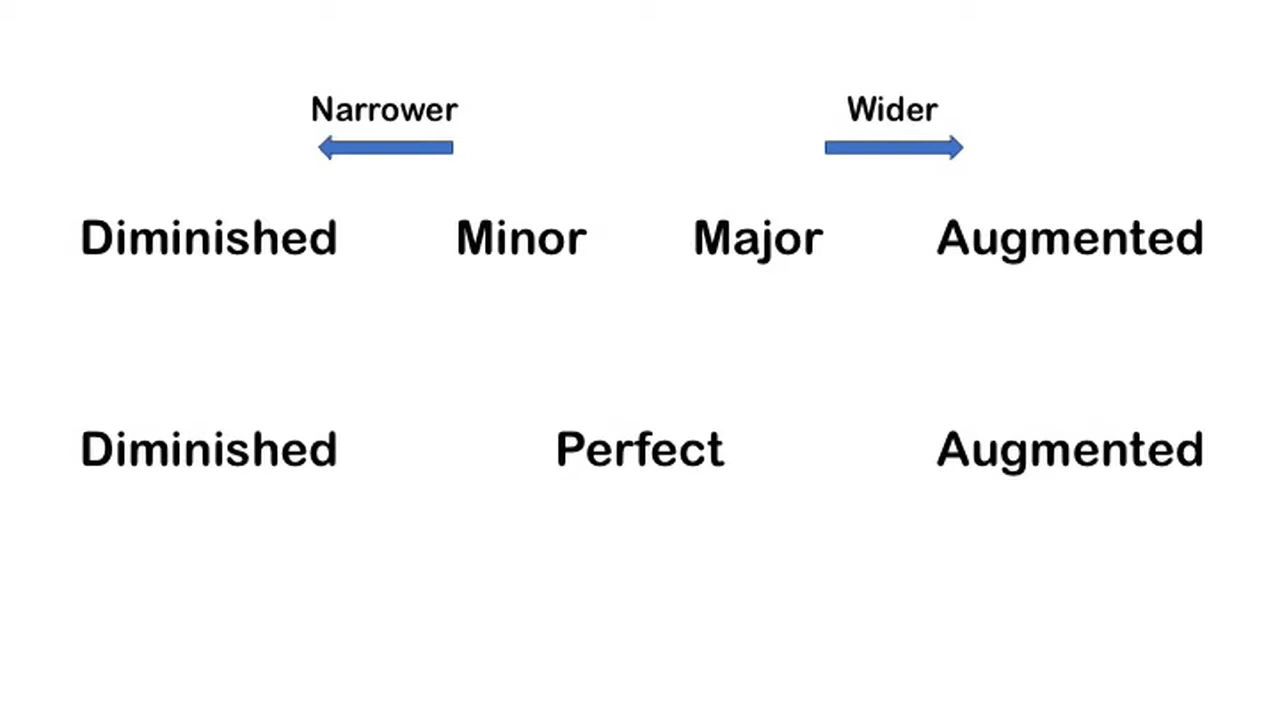 Narrower Wider
Diminished Minor Major Augmented
Diminished Perfect Augmented